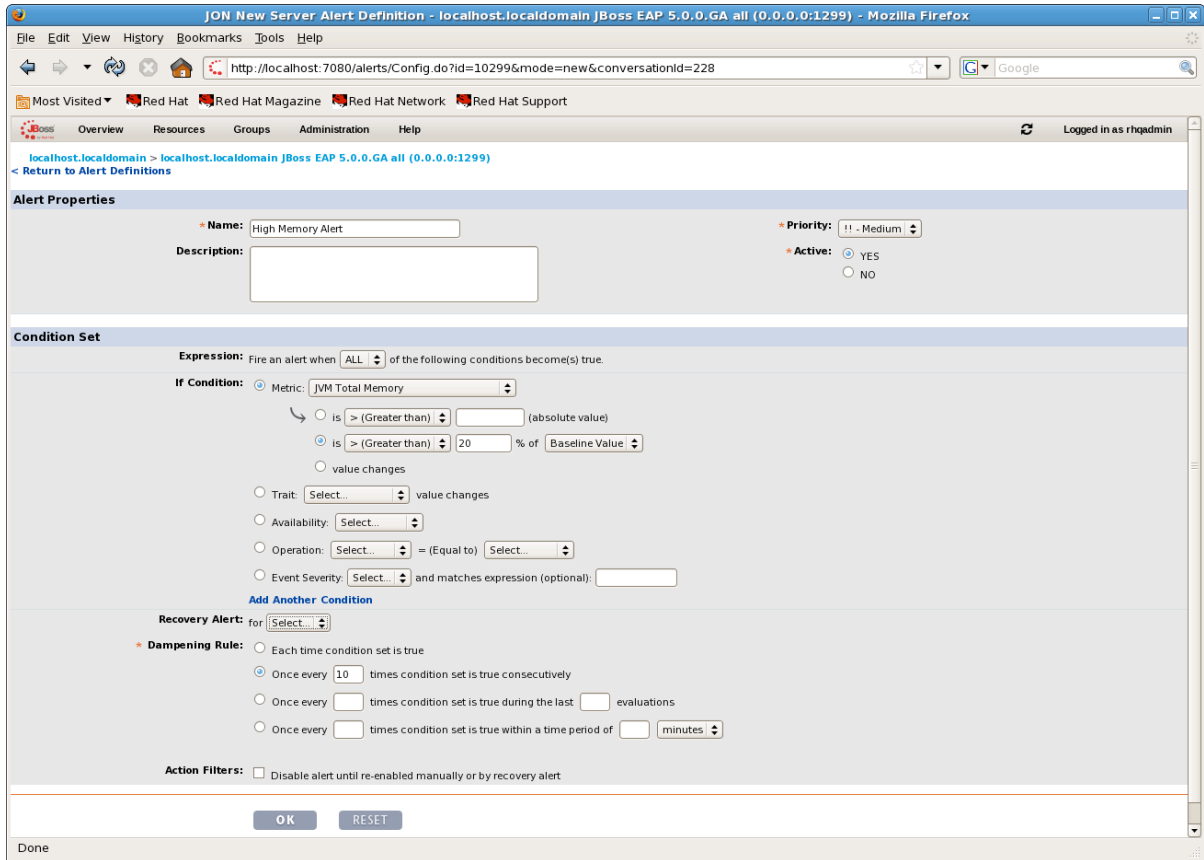 JON New Server Alert Definition - localhost.localdomain JBoss EAP 5.0.0.GA all (0.0.0.0:1299) - Mozilla Firefox
File Edit View History Bookmarks Tools Help
http://localhost:7080/alerts/Config.do?id=10299&mode=new&conversationId=228
G Google
Most Visited Red Hat Red Hat Magazine Red Hat Network Red Hat Support
JBoss Overview Resources Groups Administration Help Logged in as rhqadmin
localhost.localdomain > localhost.localdomain JBoss EAP 5.0.0.GA all (0.0.0.0:1299)
< Return to Alert Definitions
Alert Properties
* Name: High Memory Alert * Priority: !! - Medium
Description: * Active: YES
NO
Condition Set
Expression: Fire an alert when ALL of the following conditions become(s) true.
If Condition: Metric: JVM Total Memory
is > (Greater than) (absolute value)
is > (Greater than) 20 % of Baseline Value
value changes
Trait: Select... value changes
Availability: Select...
Operation: Select... = (Equal to) Select...
Event Severity: Select... and matches expression (optional):
Add Another Condition
Recovery Alert: for Select...
* Dampening Rule: Each time condition set is true
Once every 10 times condition set is true consecutively
Once every times condition set is true during the last evaluations
Once every times condition set is true within a time period of minutes
Action Filters: Disable alert until re-enabled manually or by recovery alert
OK RESET
Done